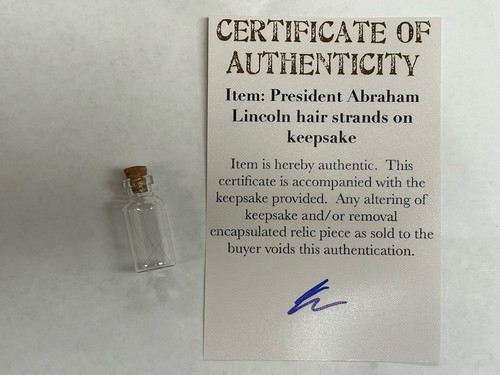 CERTIFICATE OF
AUTHENTICITY
Item: President Abraham
Lincoln hair strands on
keepsake
Item is hereby authentic. This
certificate is accompanied with the
keepsake provided. Any altering of
keepsake and/or removal
encapsulated relic piece as sold to the
buyer voids this authentication.